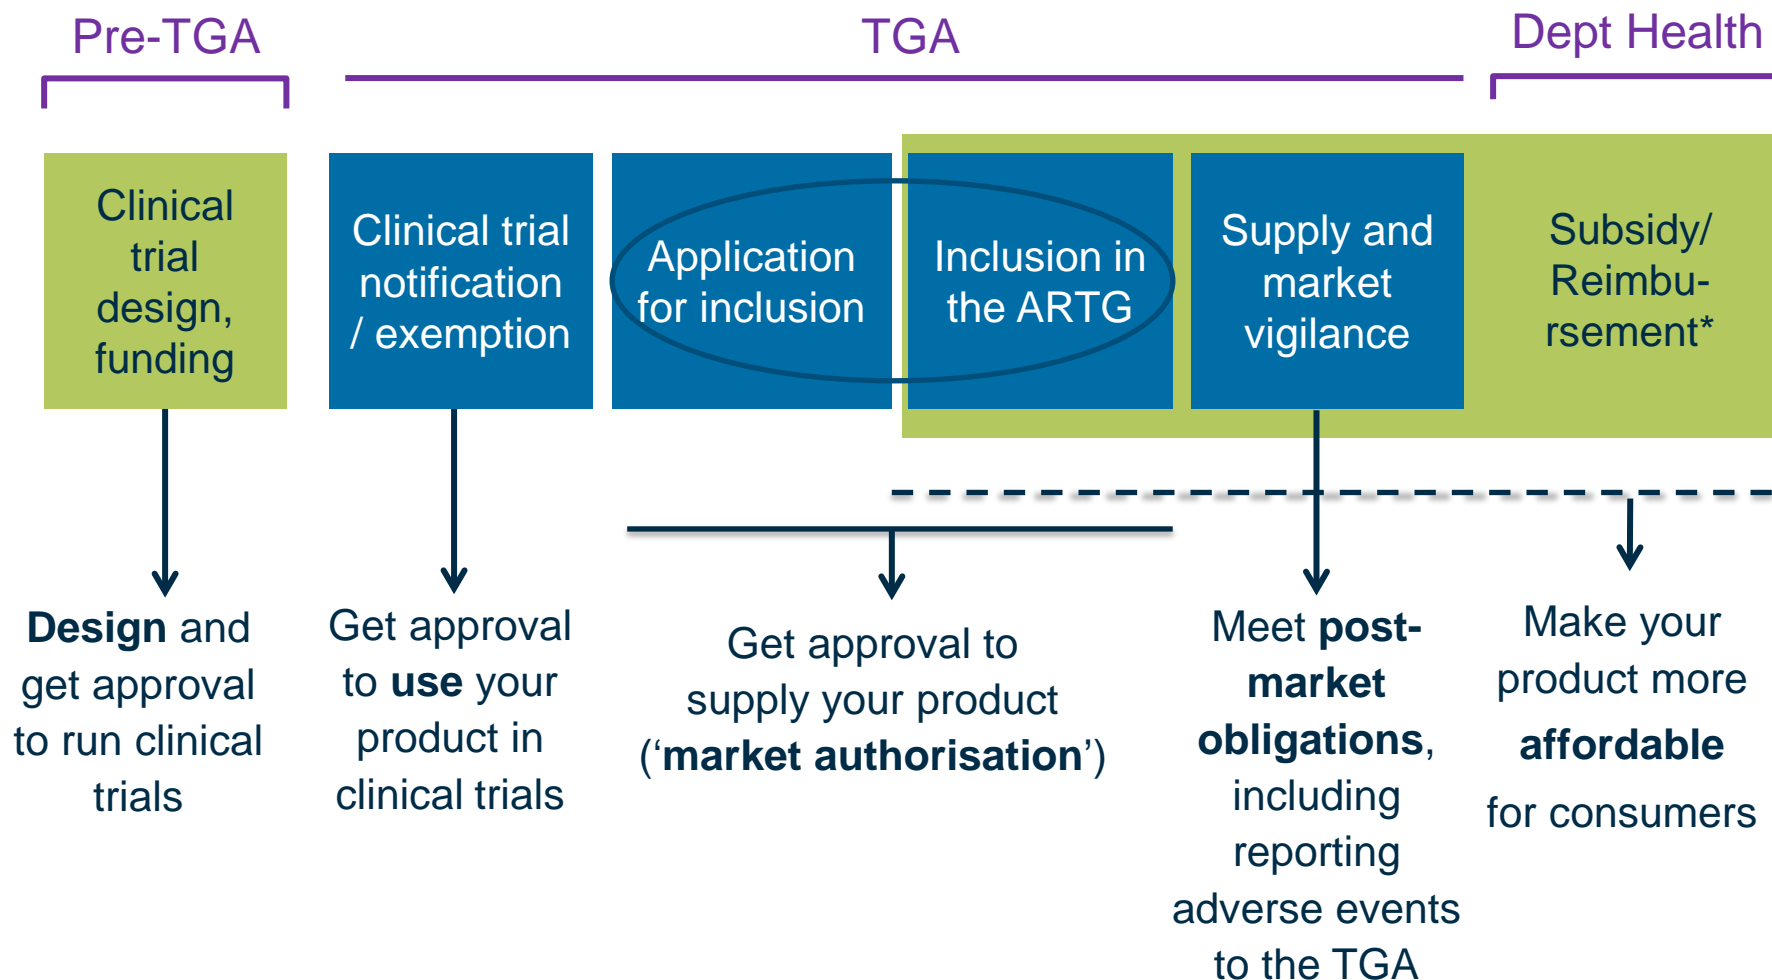 Pre-TGA
TGA
Dept Health
Clinical
trial
design,
funding
Clinical trial
notification
/ exemption
Application
for inclusion
Inclusion in
the ARTG
Supply and
market
vigilance
Subsidy/
Reimbu-
rsement*
Design and
get approval
to run clinical
trials
Get approval
to use your
product in
clinical trials
Get approval to
supply your product
(‘market authorisation’)
Meet post-
market
obligations,
including
reporting
adverse events
to the TGA
Make your
product more
affordable
for consumers